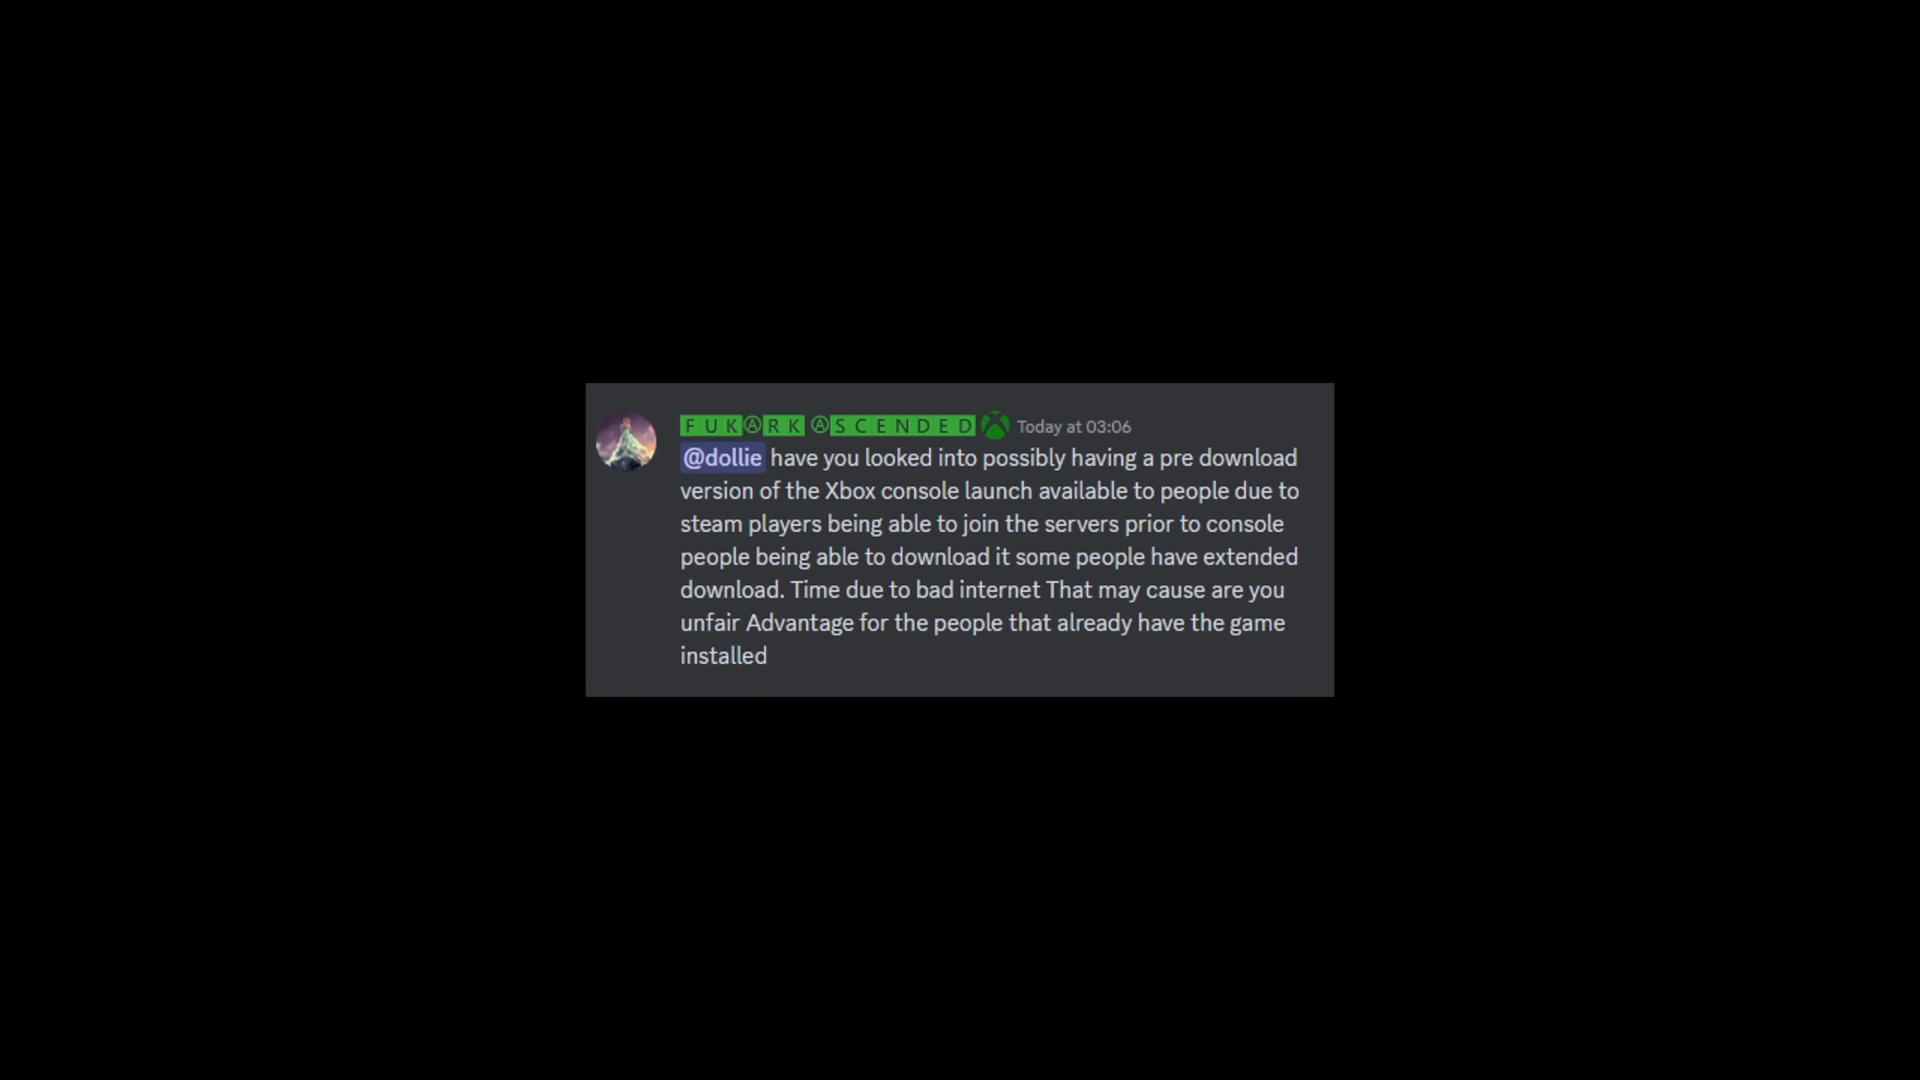 FUKⒶRK ⒶSCENDED Today at 03:06
@dollie have you looked into possibly having a pre download
version of the Xbox console launch available to people due to
steam players being able to join the servers prior to console
people being able to download it some people have extended
download. Time due to bad internet That may cause are you
unfair Advantage for the people that already have the game
installed